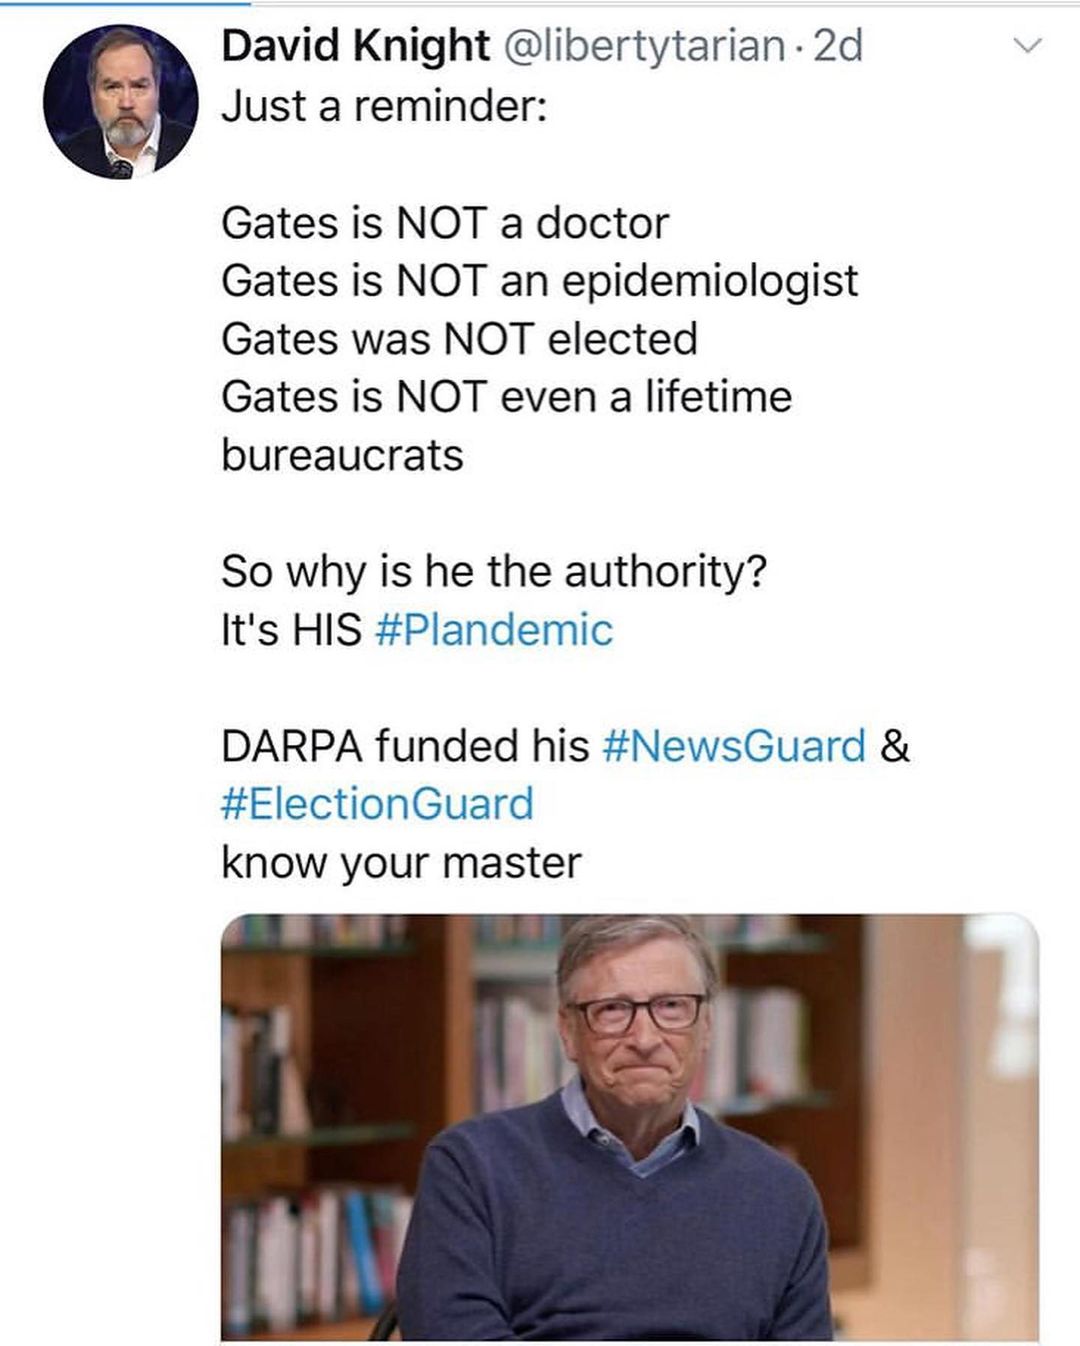 David Knight @libertytarian · 2d
Just a reminder:
Gates is NOT a doctor
Gates is NOT an epidemiologist
Gates was NOT elected
Gates is NOT even a lifetime
bureaucrats
So why is he the authority?
It's HIS #Plandemic
DARPA funded his #NewsGuard &
#ElectionGuard
know your master